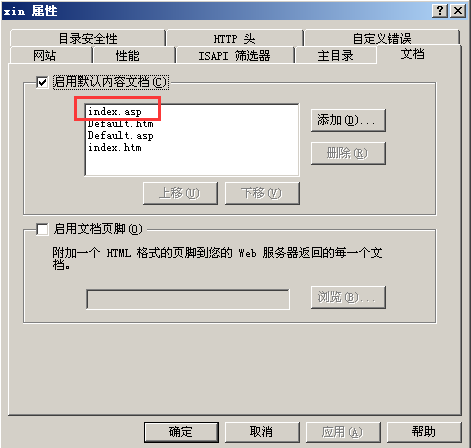 xin 属性
目录安全性 HTTP 头 自定义错误
网站 性能 ISAPI 筛选器 主目录 文档
启用默认内容文档(C)
index.asp
Default.htm
Default.asp
index.htm
添加(D)...
删除(R)
上移(U) 下移(V)
启用文档页脚(O)
附加一个 HTML 格式的页脚到您的 Web 服务器返回的每一个文
档。
浏览(B)...
确定 取消 应用(A) 帮助